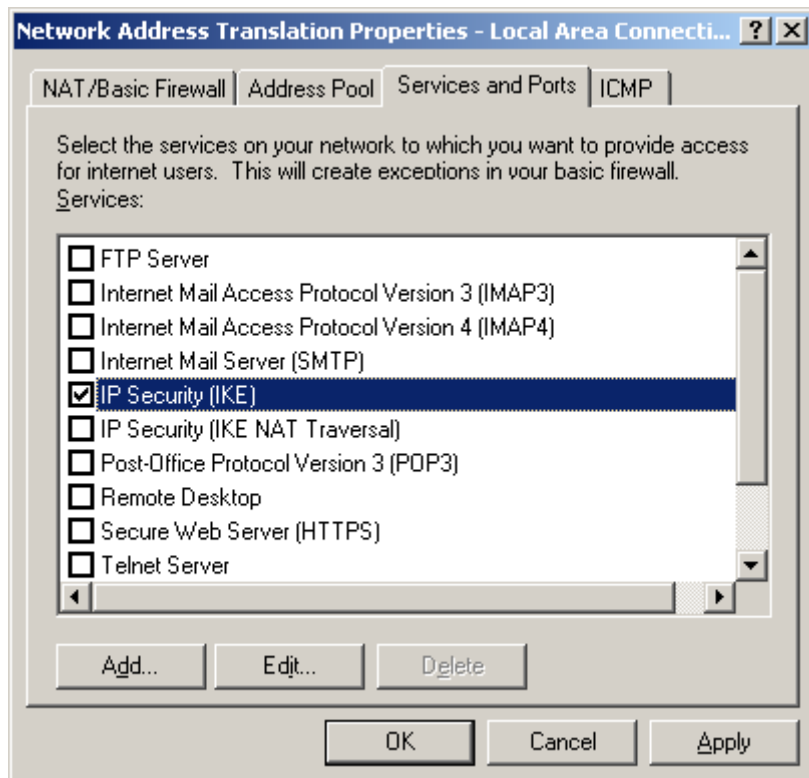 Network Address Translation Properties - Local Area Connecti...
NAT/Basic Firewall Address Pool Services and Ports ICMP
Select the services on your network to which you want to provide access
for internet users. This will create exceptions in your basic firewall.
Services:
FTP Server
Internet Mail Access Protocol Version 3 (IMAP3)
Internet Mail Access Protocol Version 4 (IMAP4)
Internet Mail Server (SMTP)
IP Security (IKE)
IP Security (IKE NAT Traversal)
Post-Office Protocol Version 3 (POP3)
Remote Desktop
Secure Web Server (HTTPS)
Telnet Server
Add... Edit... Delete
OK Cancel Apply